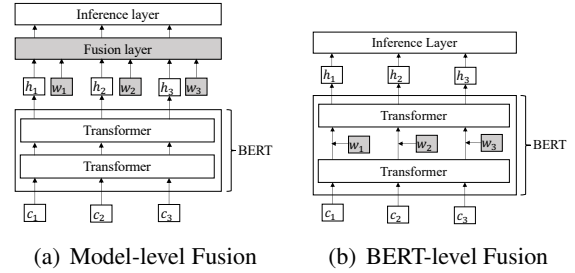 Inference layer
Fusion layer
h₁ w₁ h₂ w₂ h₃ w₃
Transformer
Transformer
BERT
c₁ c₂ c₃
(a) Model-level Fusion
Inference Layer
h₁ h₂ h₃
Transformer
w₁ w₂ w₃
Transformer
BERT
c₁ c₂ c₃
(b) BERT-level Fusion